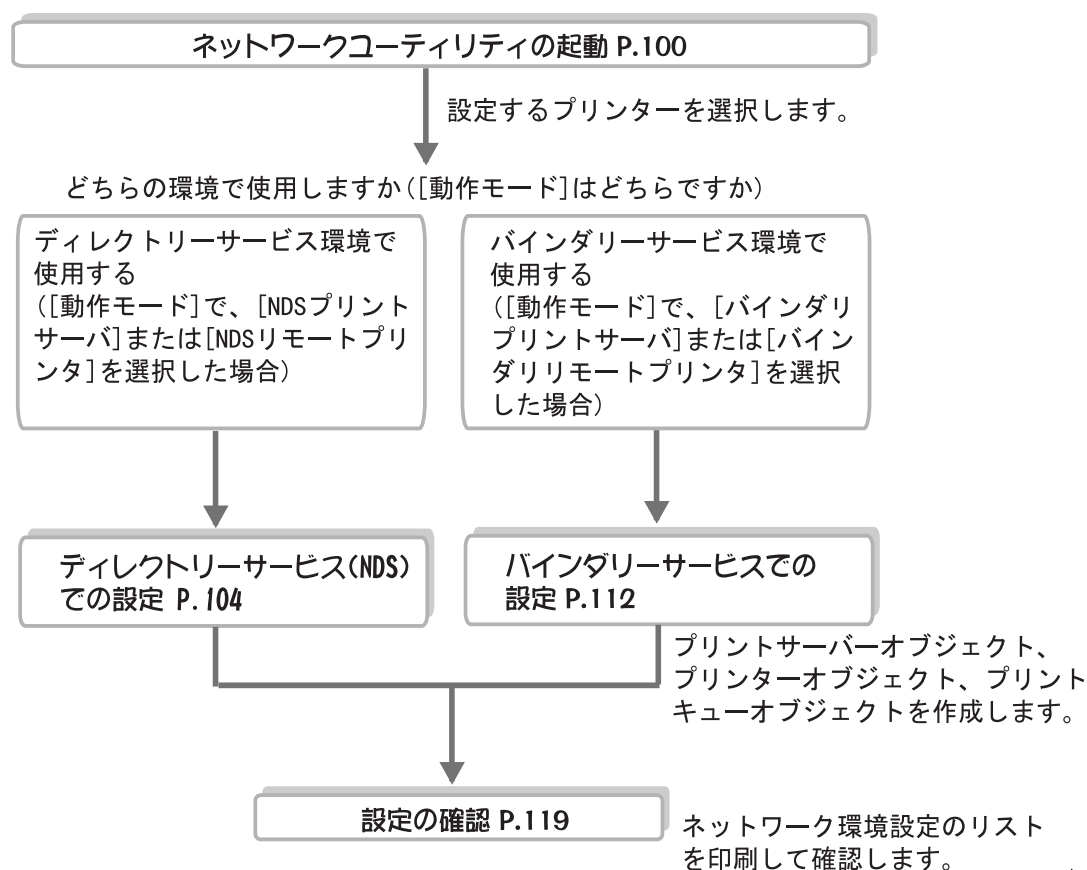 ネットワークユーティリティの起動 P.100
設定するプリンターを選択します。
どちらの環境で使用しますか([動作モード]はどちらですか)
ディレクトリーサービス環境で
使用する
([動作モード]で、[NDSプリント
サーバ]または[NDSリモートプリ
ンタ]を選択した場合)
バインダリーサービス環境で
使用する
([動作モード]で、[バインダリ
プリントサーバ]または[バイン
ダリリモートプリンタ]を選択
した場合)
ディレクトリーサービス(NDS)
での設定 P.104
バインダリーサービスでの
設定 P.112
プリントサーバーオブジェクト、
プリンターオブジェクト、プリント
キューオブジェクトを作成します。
設定の確認 P.119
ネットワーク環境設定のリスト
を印刷して確認します。